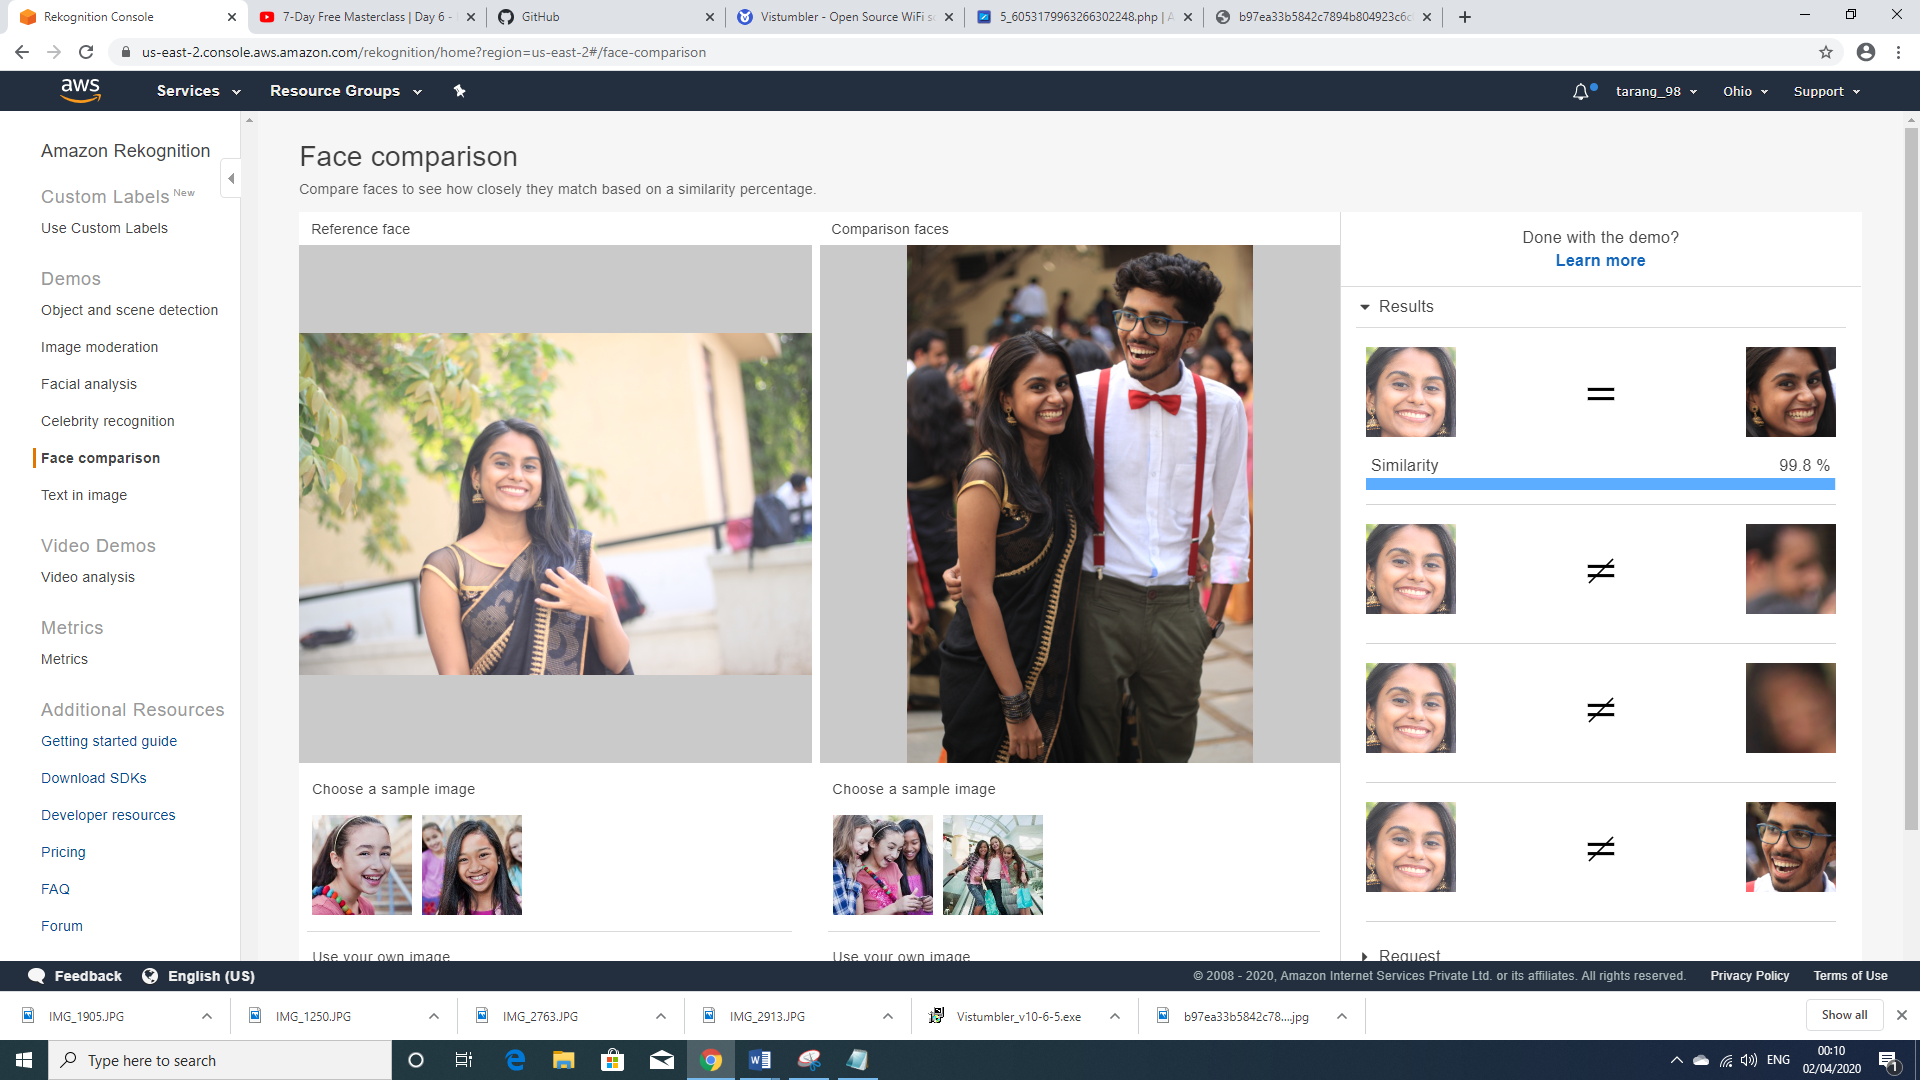 Rekognition Console
7-Day Free Masterclass | Day 6 -
GitHub
Vistumbler - Open Source WiFi s
5_6053179963266302248.php | A
b97ea33b5842c7894b804923c6c
us-east-2.console.aws.amazon.com/rekognition/home?region=us-east-2#/face-comparison
aws
Services
Resource Groups
tarang_98
Ohio
Support
Amazon Rekognition
Custom Labels New
Use Custom Labels
Demos
Object and scene detection
Image moderation
Facial analysis
Celebrity recognition
Face comparison
Text in image
Video Demos
Video analysis
Metrics
Metrics
Additional Resources
Getting started guide
Download SDKs
Developer resources
Pricing
FAQ
Forum
Face comparison
Compare faces to see how closely they match based on a similarity percentage.
Reference face
Comparison faces
Choose a sample image
Choose a sample image
Use your own image
Use your own image
Done with the demo?
Learn more
Results
=
Similarity 99.8 %
≠
≠
≠
Request
Feedback
English (US)
© 2008 - 2020, Amazon Internet Services Private Ltd. or its affiliates. All rights reserved.
Privacy Policy
Terms of Use
IMG_1905.JPG
IMG_1250.JPG
IMG_2763.JPG
IMG_2913.JPG
Vistumbler_v10-6-5.exe
b97ea33b5842c78....jpg
Show all
Type here to search
ENG
00:10
02/04/2020
1